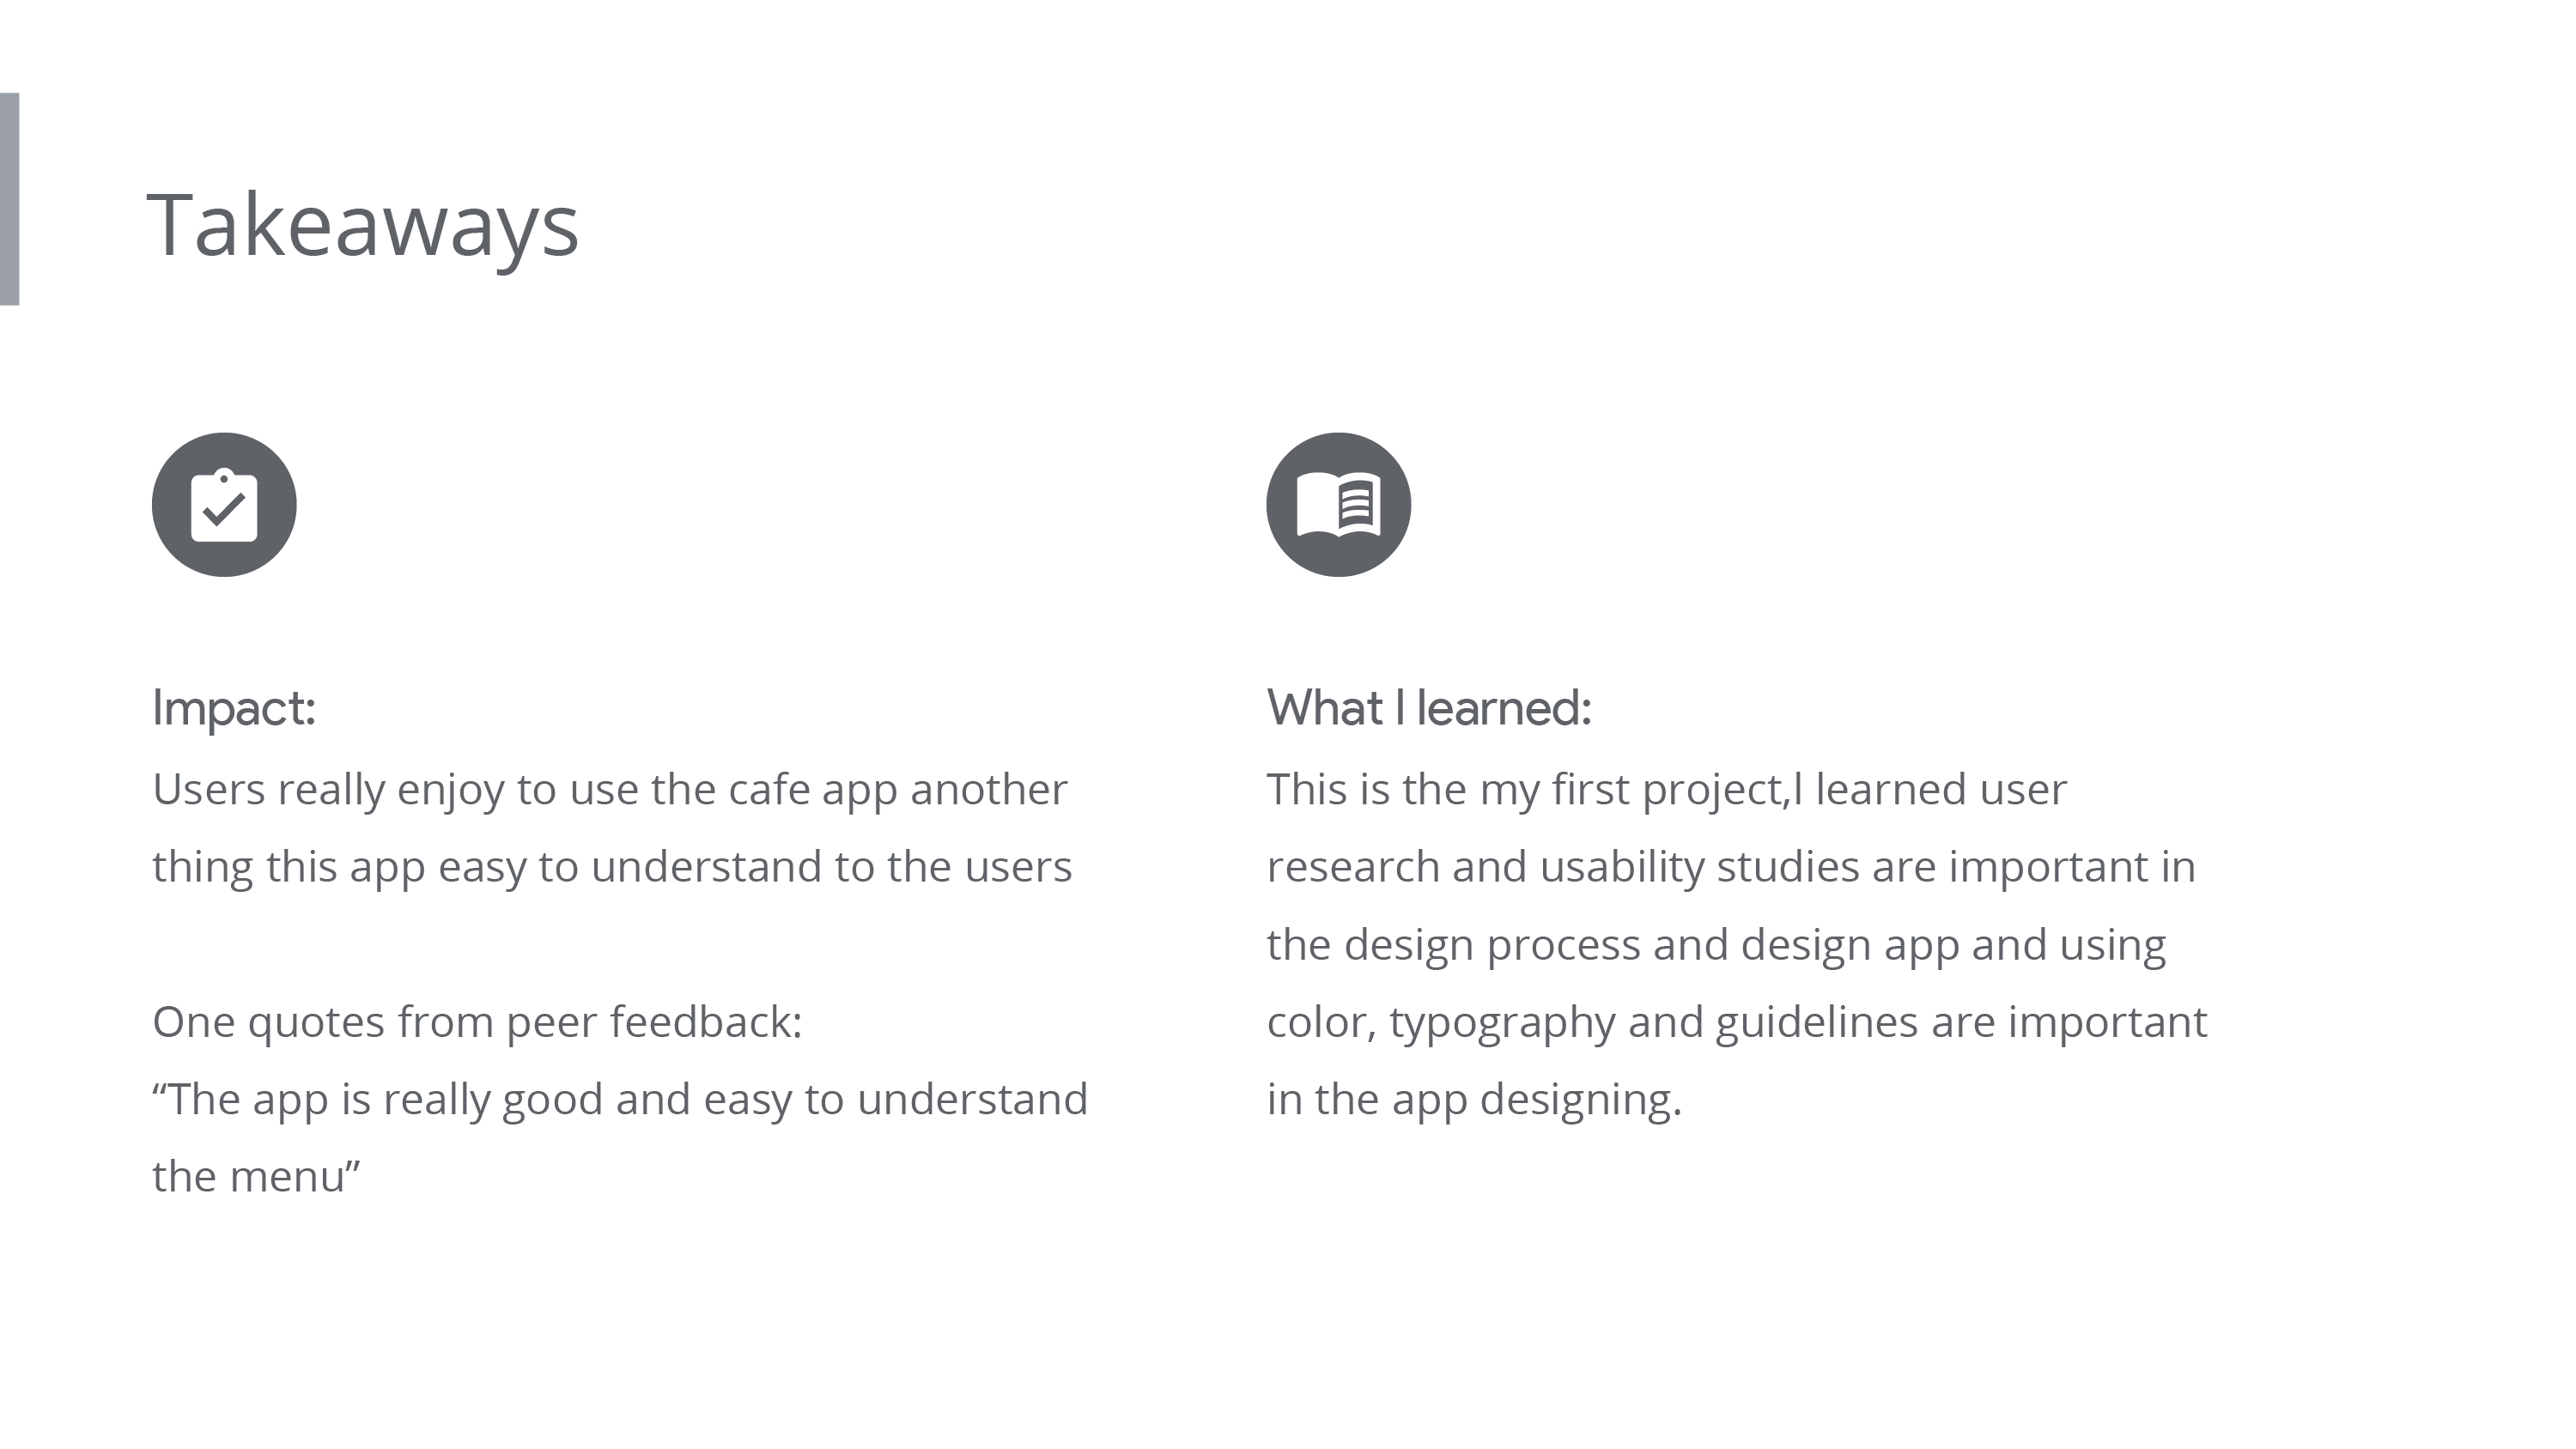 Takeaways
Impact:
Users really enjoy to use the cafe app another
thing this app easy to understand to the users
One quotes from peer feedback:
“The app is really good and easy to understand
the menu”
What I learned:
This is the my first project,I learned user
research and usability studies are important in
the design process and design app and using
color, typography and guidelines are important
in the app designing.